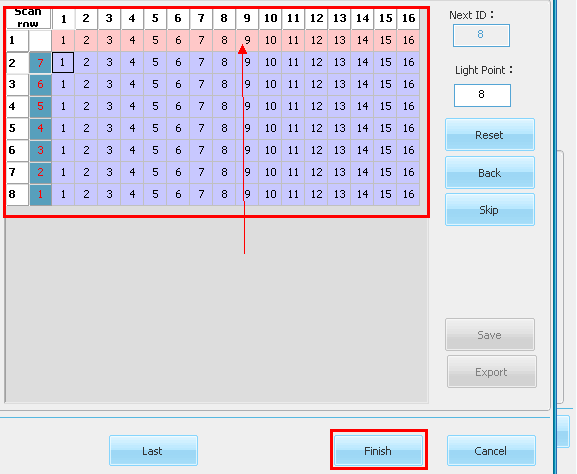 Scan row 1 2 3 4 5 6 7 8 9 10 11 12 13 14 15 16
1 1 2 3 4 5 6 7 8 9 10 11 12 13 14 15 16
2 7 1 2 3 4 5 6 7 8 9 10 11 12 13 14 15 16
3 6 1 2 3 4 5 6 7 8 9 10 11 12 13 14 15 16
4 5 1 2 3 4 5 6 7 8 9 10 11 12 13 14 15 16
5 4 1 2 3 4 5 6 7 8 9 10 11 12 13 14 15 16
6 3 1 2 3 4 5 6 7 8 9 10 11 12 13 14 15 16
7 2 1 2 3 4 5 6 7 8 9 10 11 12 13 14 15 16
8 1 1 2 3 4 5 6 7 8 9 10 11 12 13 14 15 16
Next ID：
8
Light Point：
8
Reset
Back
Skip
Save
Export
Last Finish Cancel